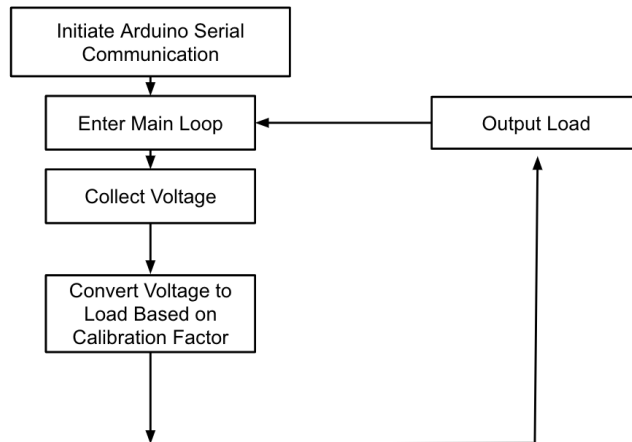 Initiate Arduino Serial
Communication
Enter Main Loop
Output Load
Collect Voltage
Convert Voltage to
Load Based on
Calibration Factor